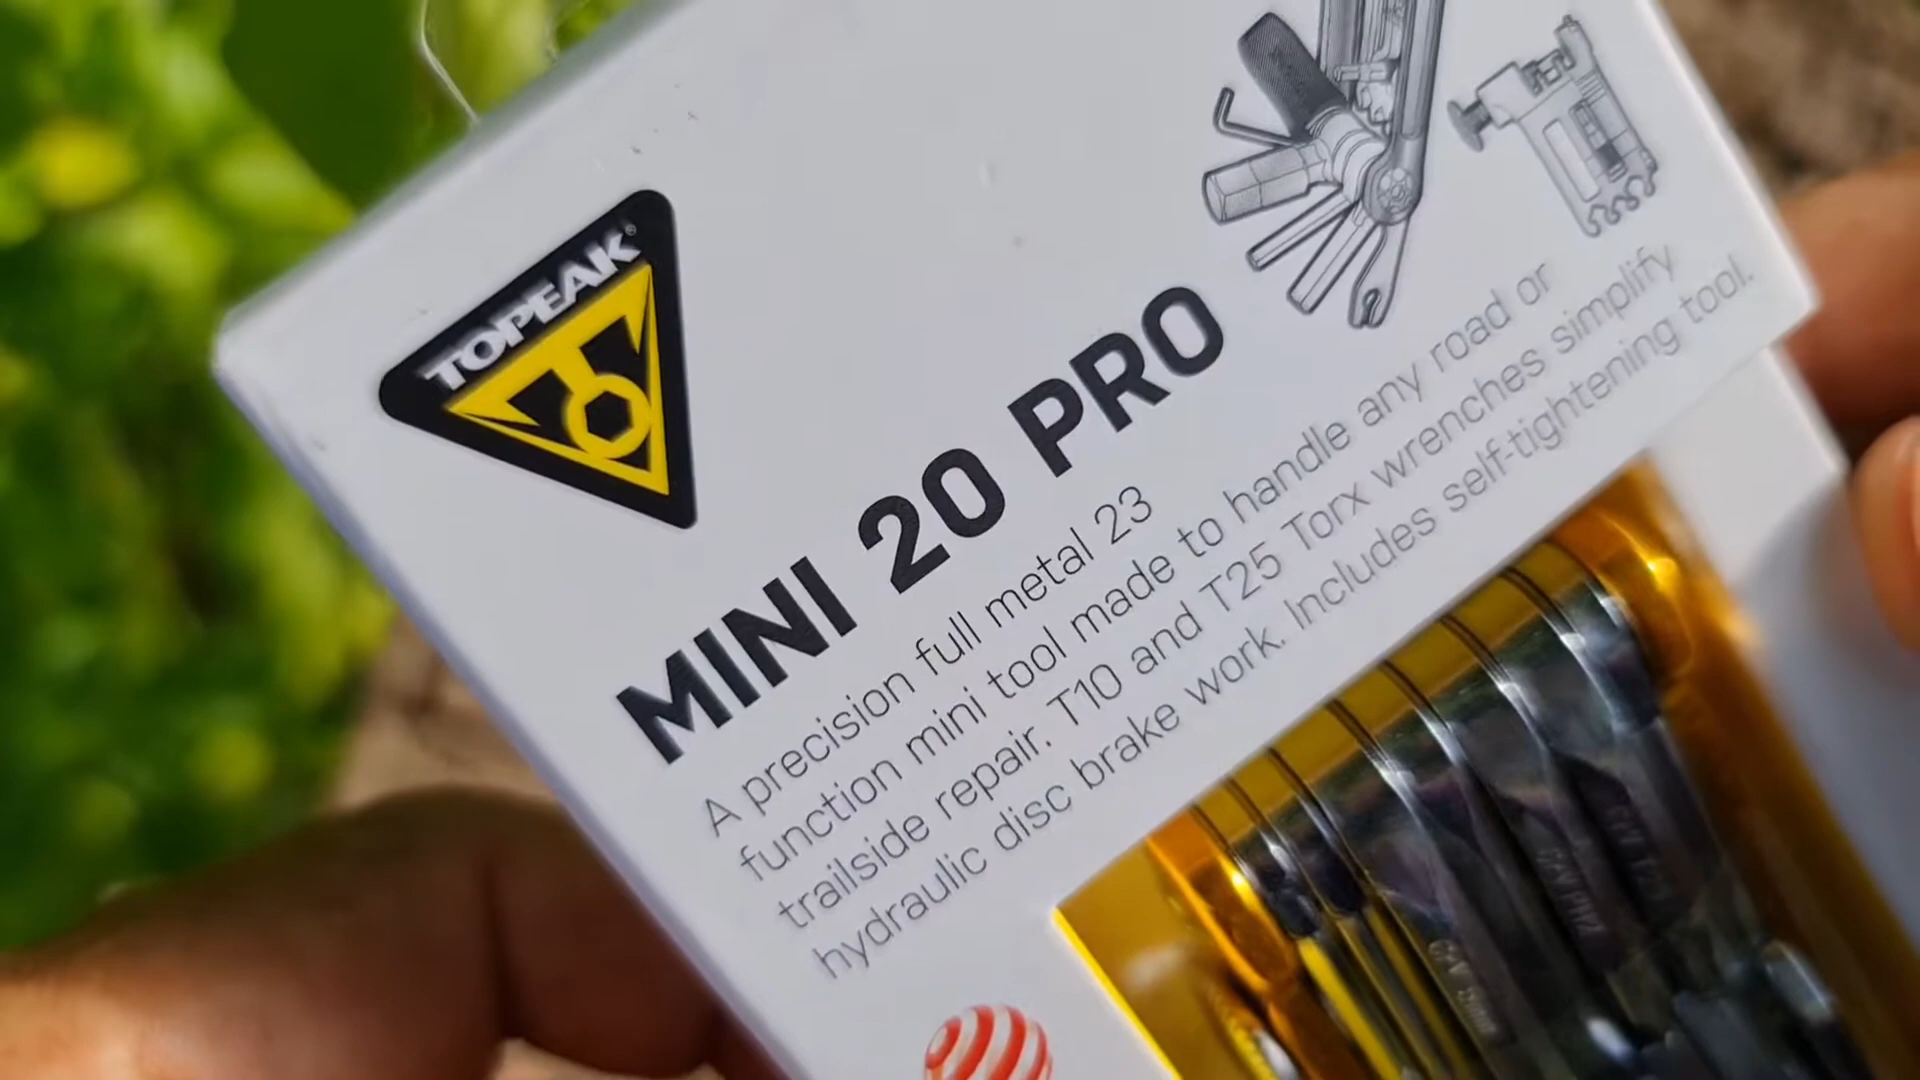 TOPEAK®
MINI 20 PRO
A precision full metal 23
function mini tool made to handle any road or
trailside repair. T10 and T25 Torx wrenches simplify
hydraulic disc brake work. Includes self-tightening tool.